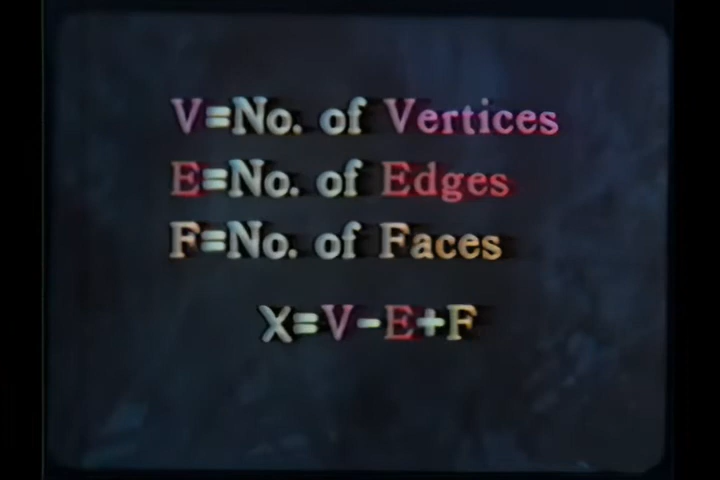 V=No. of Vertices
E=No. of Edges
F=No. of Faces
X=V-E+F